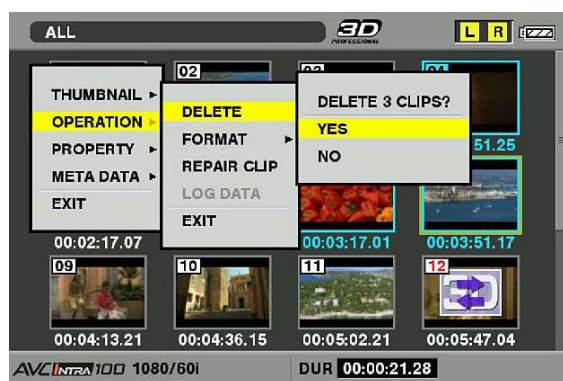 ALL
3D
PROFESSIONAL
L R
02
THUMBNAIL
OPERATION
PROPERTY
META DATA
EXIT
DELETE
FORMAT
REPAIR CLIP
LOG DATA
EXIT
DELETE 3 CLIPS?
YES
NO
51.25
00:02:17.07
00:03:17.01
00:03:51.17
09
10
11
12
3D
00:04:13.21
00:04:36.15
00:05:02.21
00:05:47.04
AVC INTRA 100 1080/60i
DUR 00:00:21.28